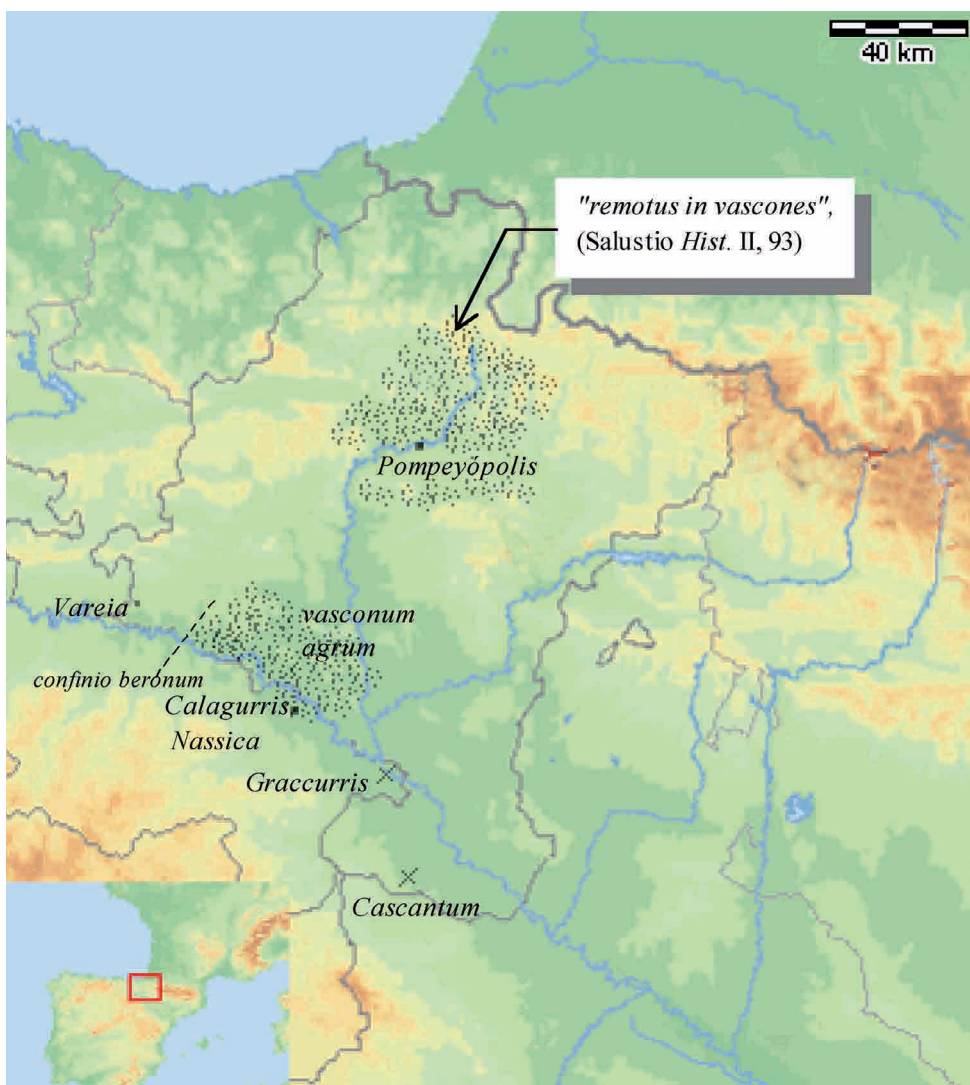 40 km
"remotus in vascones",
(Salustio Hist. II, 93)
Pompeyópolis
Vareia
vasconum
agrum
confinio beronum
Calagurris
Nassica
Graccurris
Cascantum